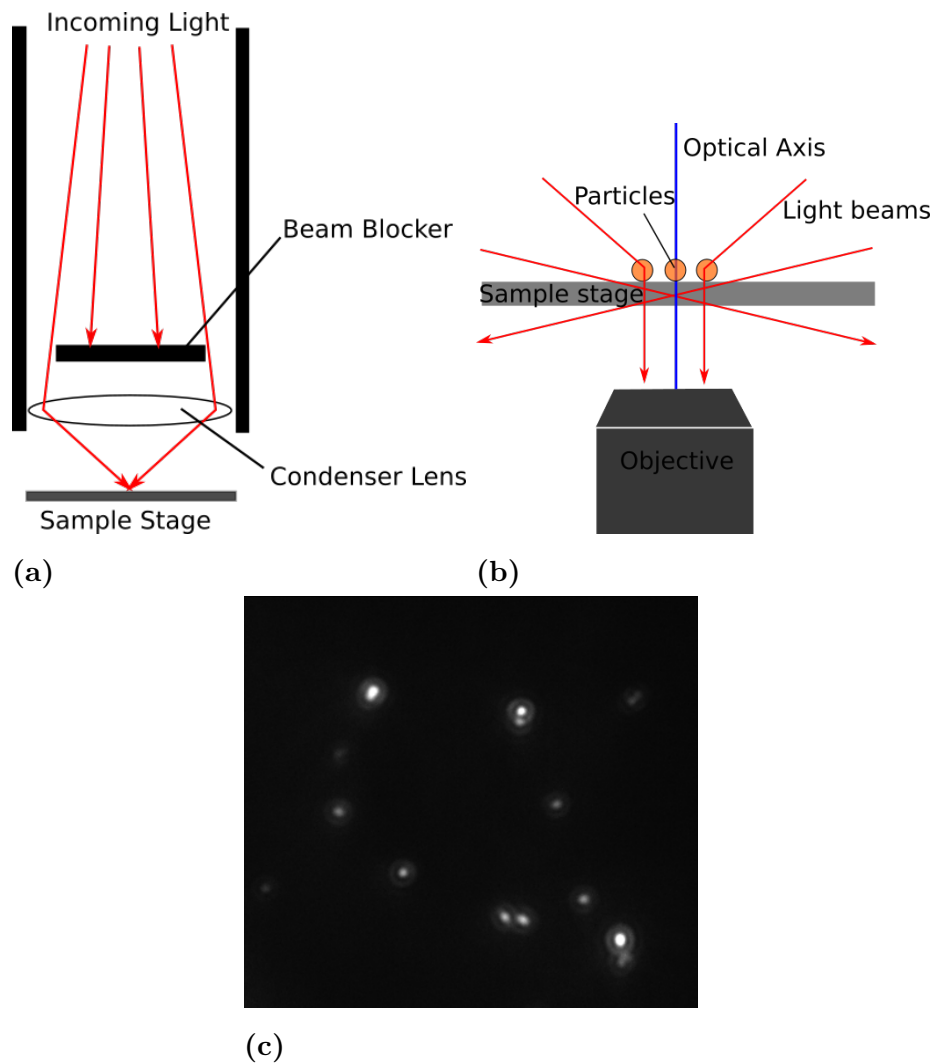 Incoming Light
Beam Blocker
Condenser Lens
Sample Stage
(a)
Optical Axis
Particles
Light beams
Sample stage
Objective
(b)
(c)